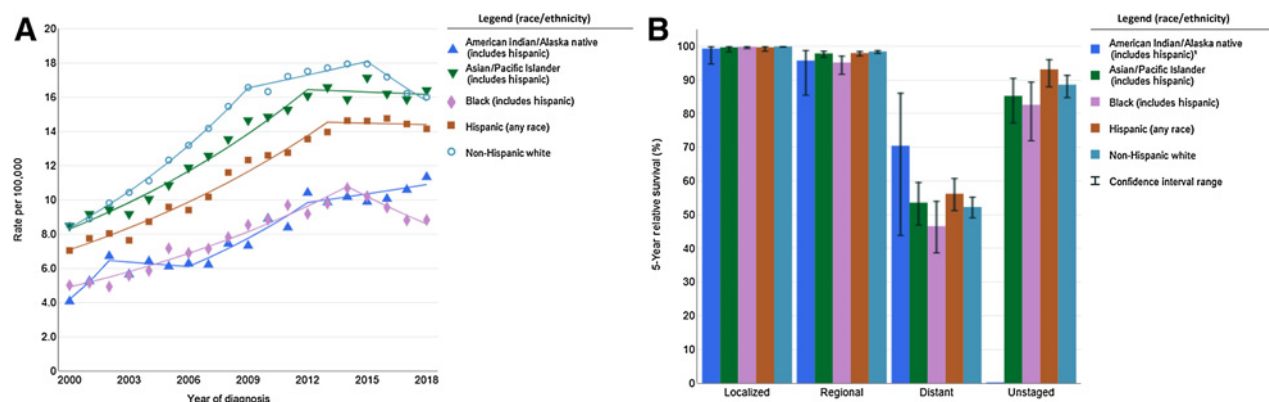 A
Rate per 100,000
20
18
16
14
12
10
8.0
6.0
4.0
2.0
0.0
2000 2003 2006 2009 2012 2015 2018
Year of diagnosis
Legend (race/ethnicity)
American Indian/Alaska native
(includes hispanic)
Asian/Pacific Islander
(includes hispanic)
Black (includes hispanic)
Hispanic (any race)
Non-Hispanic white
B
5-Year relative survival (%)
100
90
80
70
60
50
40
30
20
10
0
Localized Regional Distant Unstaged
Legend (race/ethnicity)
American Indian/Alaska native
(includes hispanic)*
Asian/Pacific Islander
(includes hispanic)
Black (includes hispanic)
Hispanic (any race)
Non-Hispanic white
Confidence interval range